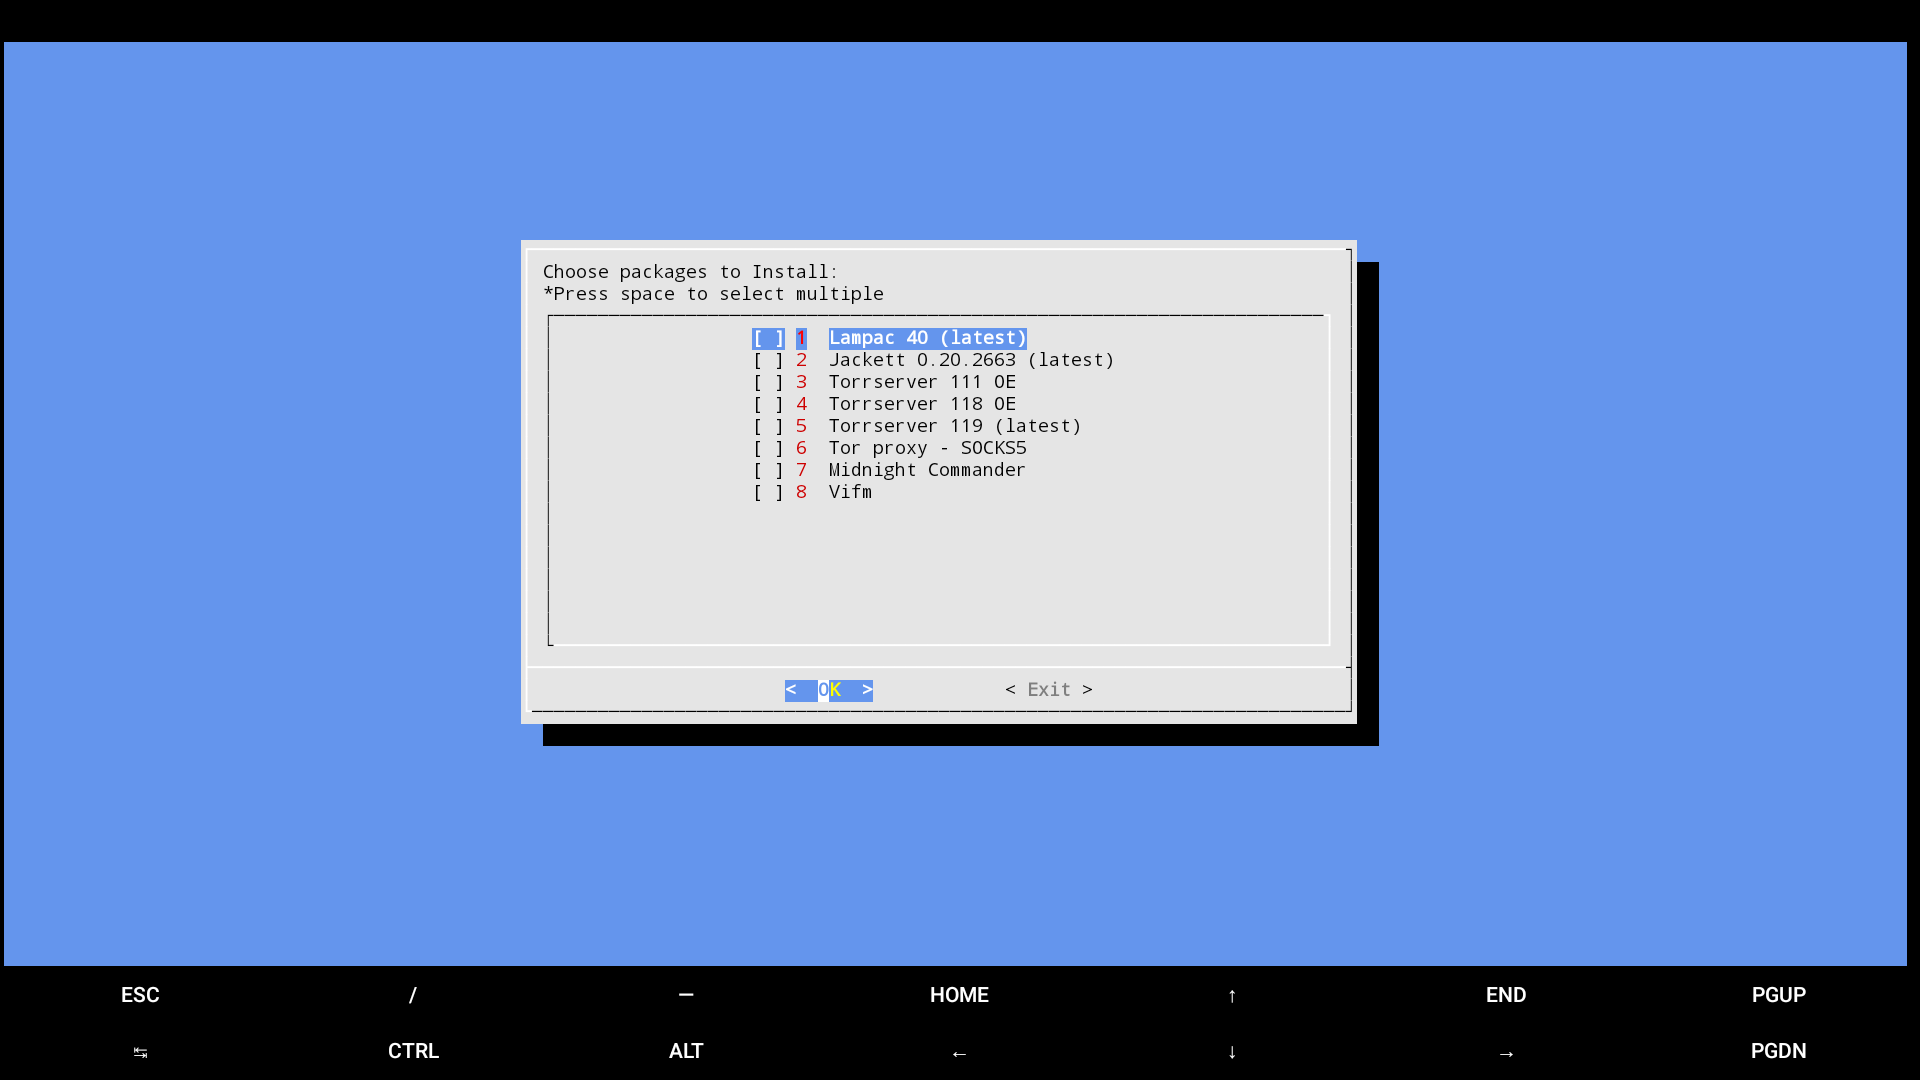 Choose packages to Install:
*Press space to select multiple
[ ] 1 Lampac 40 (latest)
[ ] 2 Jackett 0.20.2663 (latest)
[ ] 3 Torrserver 111 OE
[ ] 4 Torrserver 118 OE
[ ] 5 Torrserver 119 (latest)
[ ] 6 Tor proxy - SOCKS5
[ ] 7 Midnight Commander
[ ] 8 Vifm
< OK > < Exit >
ESC / — HOME ↑ END PGUP
↹ CTRL ALT ← ↓ → PGDN